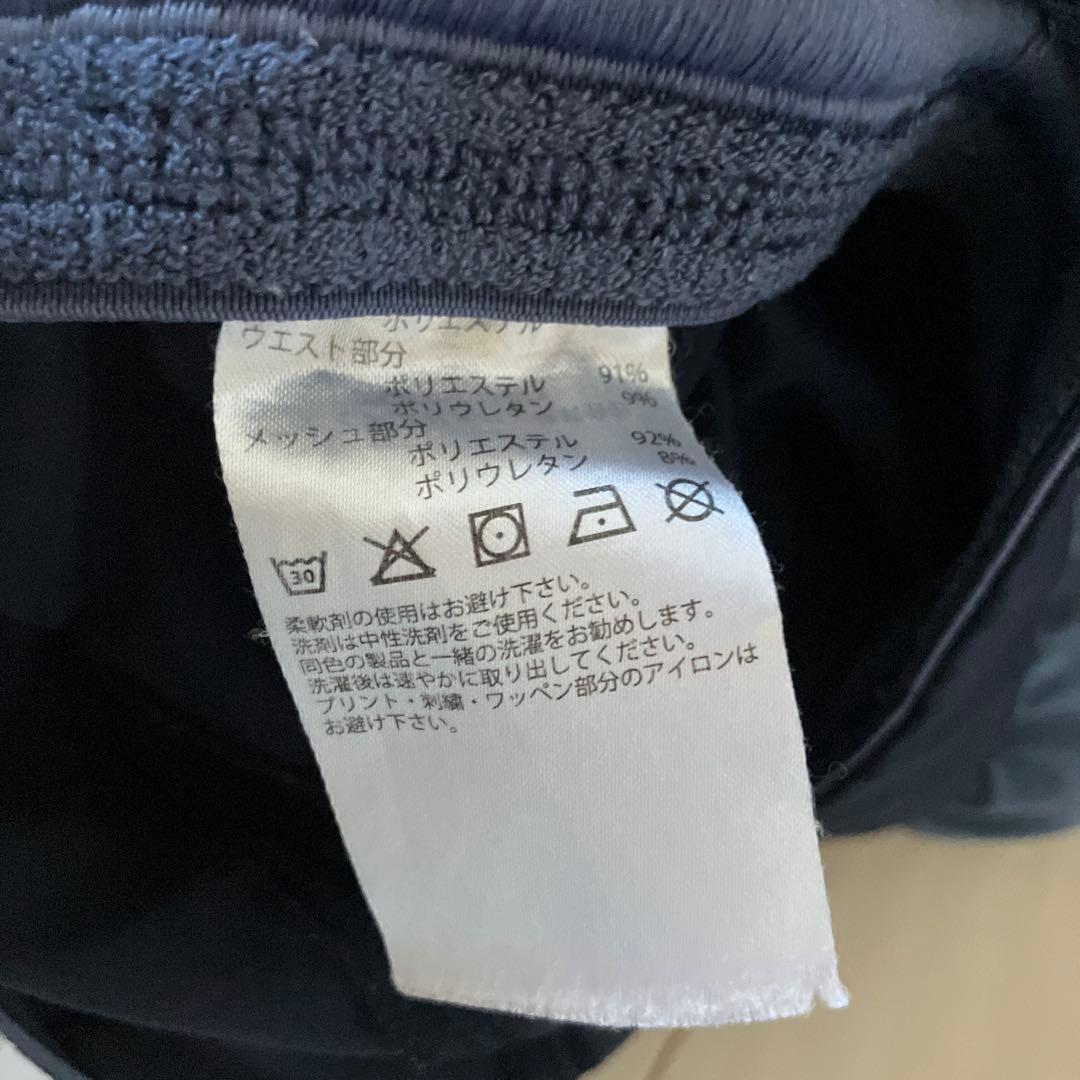 ポリエステル
ウエスト部分
ポリエステル 91%
ポリウレタン 9%
メッシュ部分
ポリエステル 92%
ポリウレタン 8%
30
柔軟剤の使用はお避け下さい。
洗剤は中性洗剤をご使用ください。
同色の製品と一緒の洗濯をお勧めします。
洗濯後は速やかに取り出してください。
プリント・刺繍・ワッペン部分のアイロンは
お避け下さい。